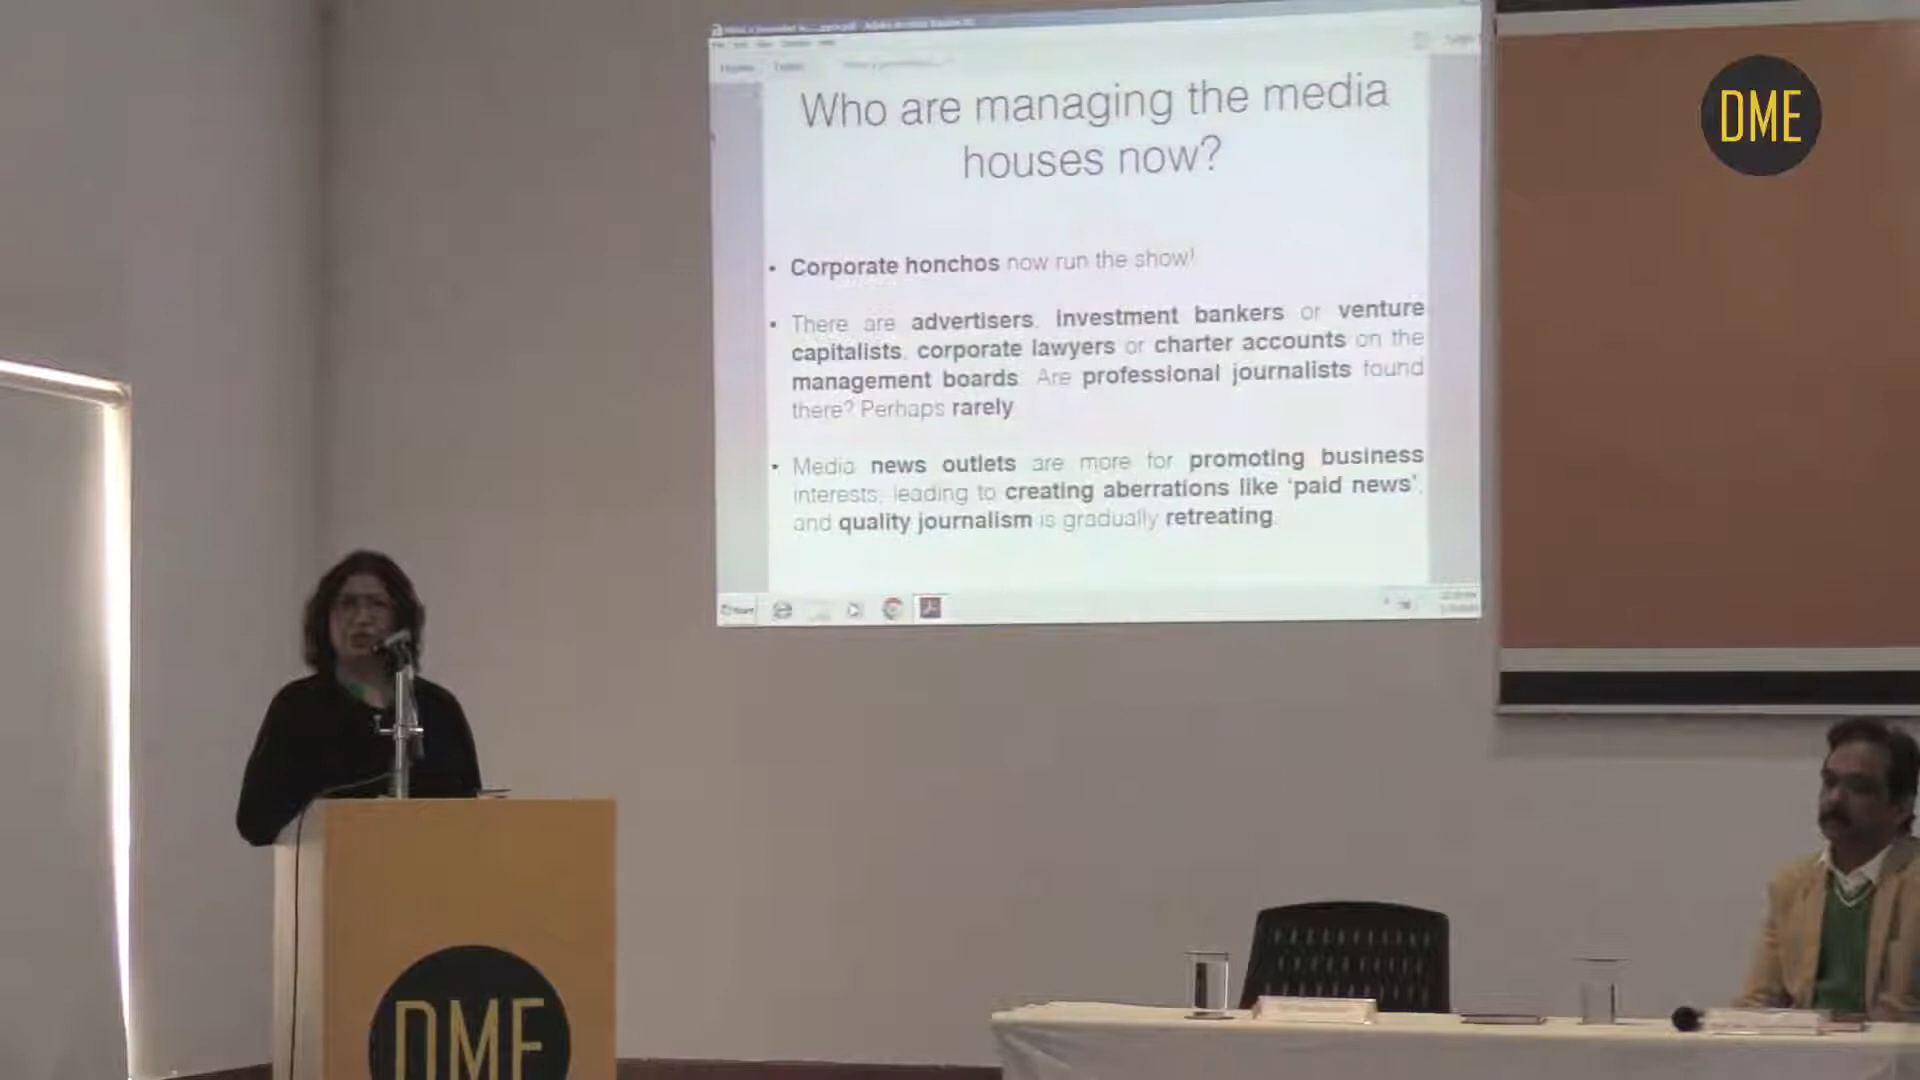 Who are managing the media
houses now?
• Corporate honchos now run the show!
• There are advertisers, investment bankers or venture
capitalists, corporate lawyers or charter accounts on the
management boards. Are professional journalists found
there? Perhaps rarely
• Media news outlets are more for promoting business
interests, leading to creating aberrations like ‘paid news’,
and quality journalism is gradually retreating.
Start
DME
DME